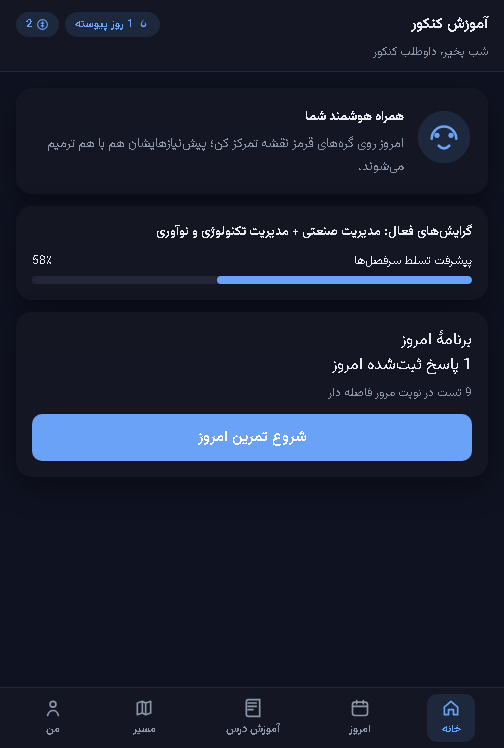 آموزش کنکور
1 روز پیوسته
2
شب بخیر، داوطلب کنکور
همراه هوشمند شما
امروز روی گره‌های قرمز نقشه تمرکز کن؛ پیش‌نیازهایشان هم با هم ترمیم
می‌شوند.
گرایش‌های فعال: مدیریت صنعتی + مدیریت تکنولوژی و نوآوری
پیشرفت تسلط سرفصل‌ها
58٪
برنامهٔ امروز
1 پاسخ ثبت‌شده امروز
9 تست در نوبت مرور فاصله دار
شروع تمرین امروز
خانه
امروز
آموزش درس
مسیر
من